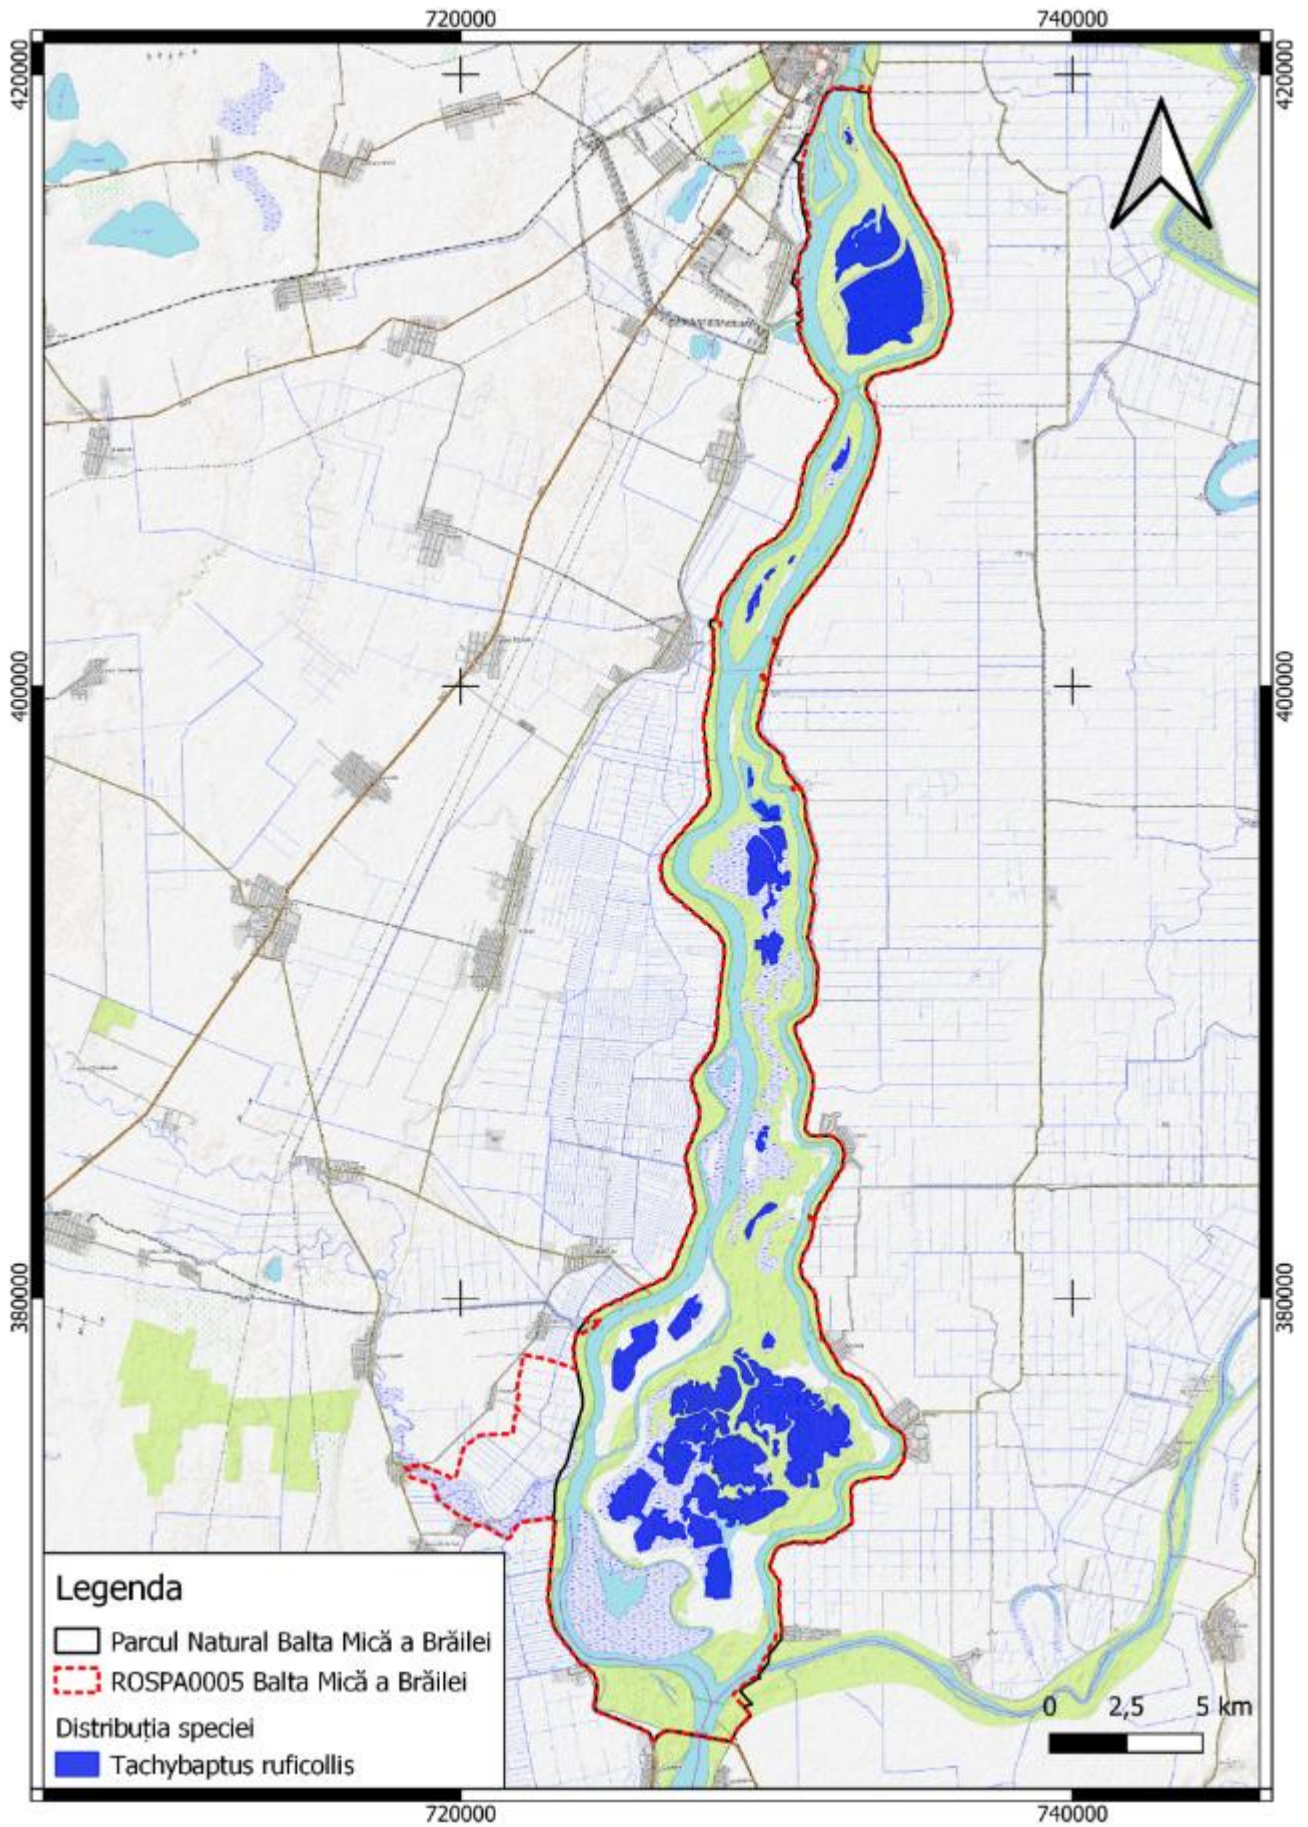 720000 740000
420000 420000
400000 400000
380000 380000
Legenda
Parcul Natural Balta Mică a Brăilei
ROSPA0005 Balta Mică a Brăilei
Distribuția speciei
Tachybaptus ruficollis
0 2,5 5 km
720000 740000